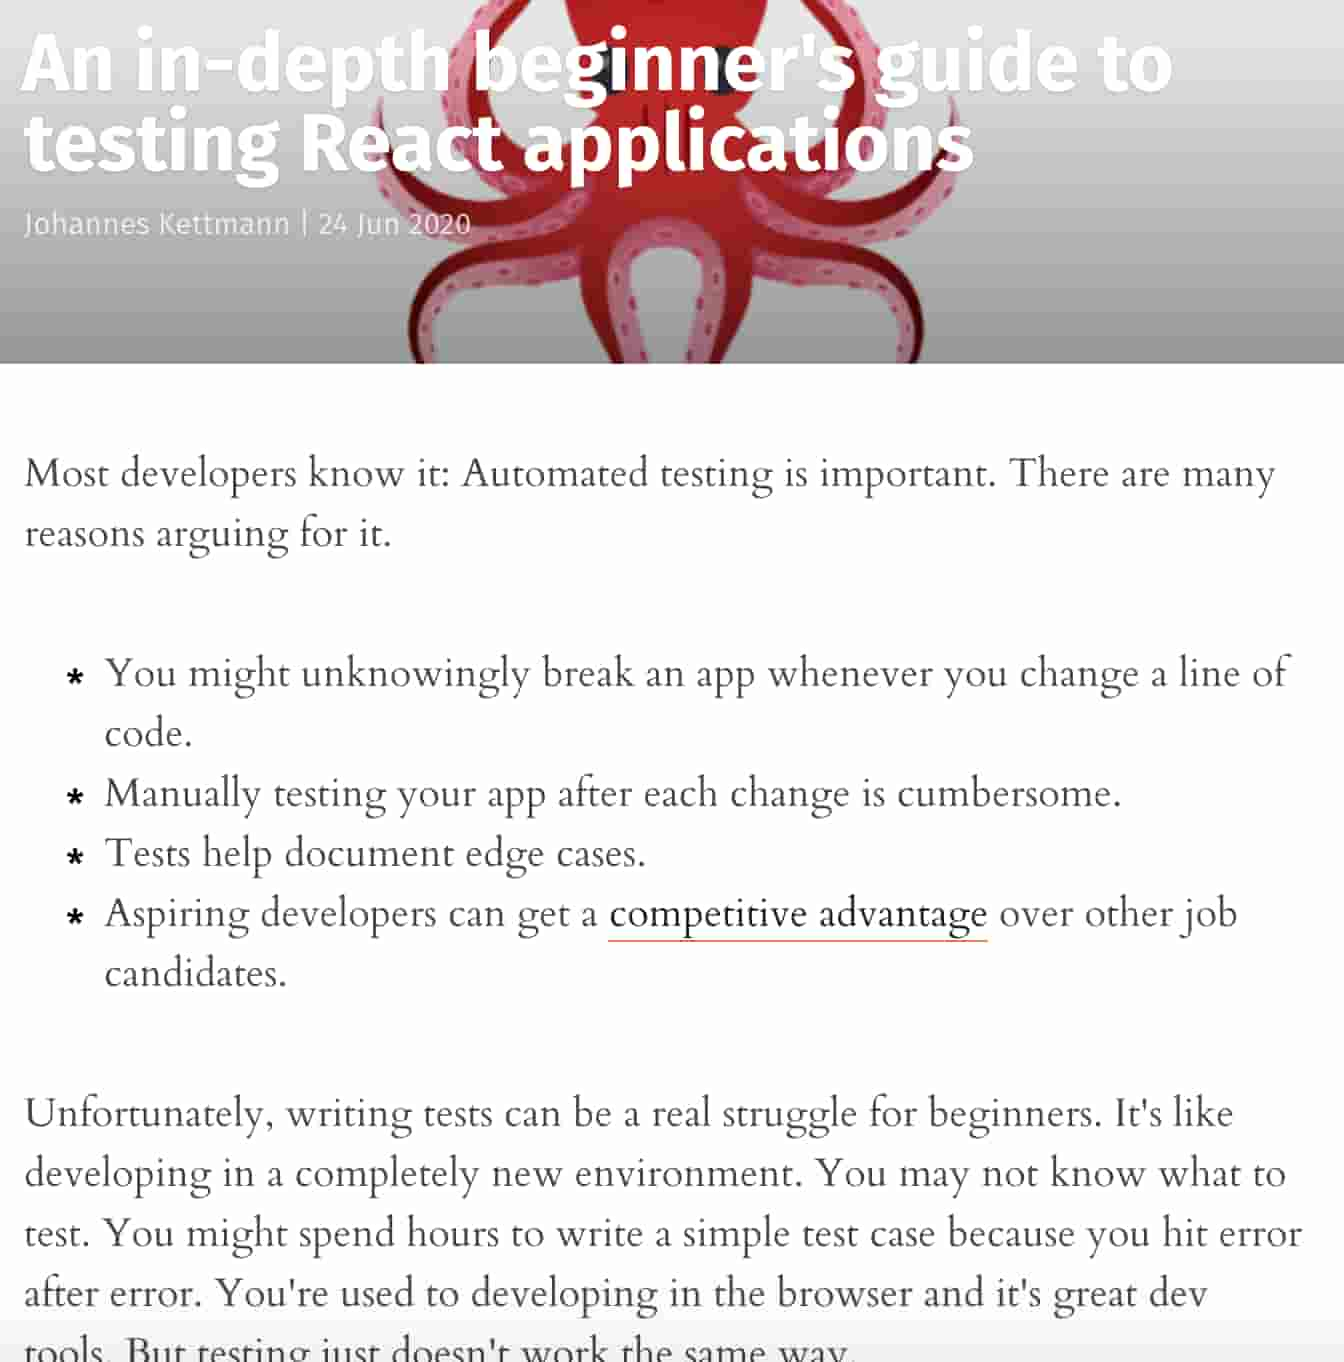 An in-depth beginner's guide to
testing React applications
Johannes Kettmann | 24 Jun 2020
Most developers know it: Automated testing is important. There are many
reasons arguing for it.
* You might unknowingly break an app whenever you change a line of
code.
* Manually testing your app after each change is cumbersome.
* Tests help document edge cases.
* Aspiring developers can get a competitive advantage over other job
candidates.
Unfortunately, writing tests can be a real struggle for beginners. It's like
developing in a completely new environment. You may not know what to
test. You might spend hours to write a simple test case because you hit error
after error. You're used to developing in the browser and it's great dev
tools. But testing just doesn't work the same way.